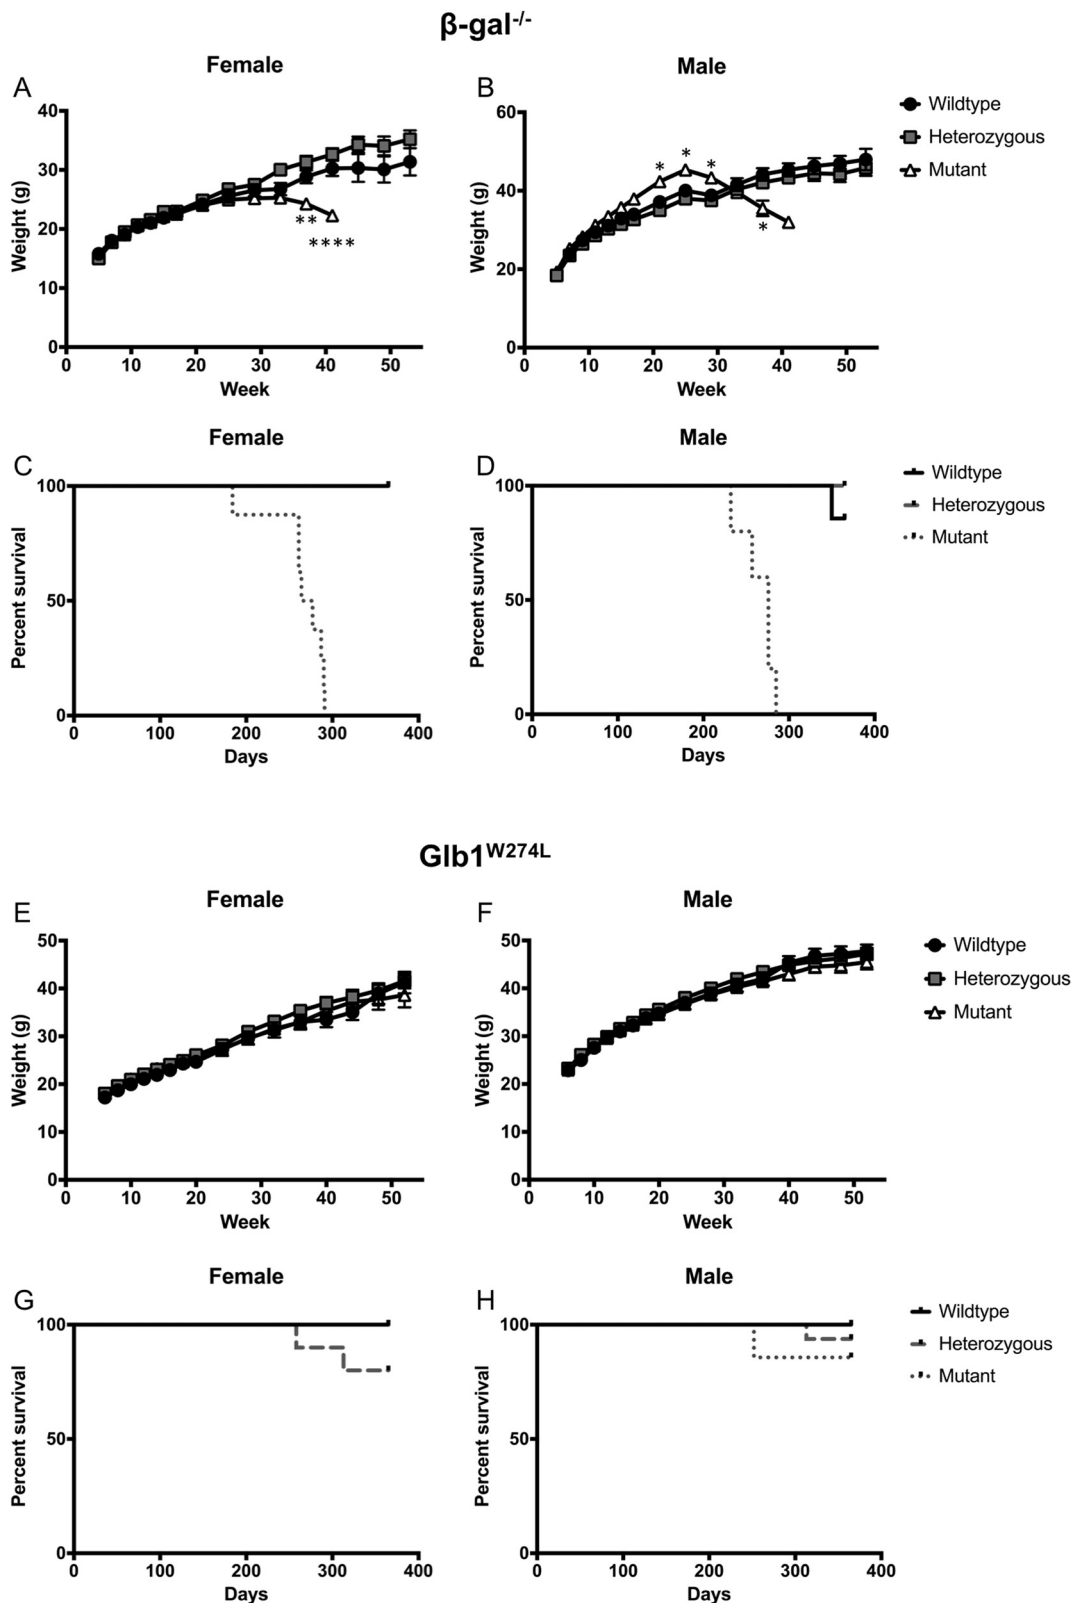 β-gal-/-
Female
Male
A
B
40
30
20
10
0
Weight (g)
**
****
0 10 20 30 40 50
Week
60
40
20
0
Weight (g)
* * *
*
0 10 20 30 40 50
Week
Wildtype
Heterozygous
Mutant
Female
Male
C
D
100
50
0
Percent survival
0 100 200 300 400
Days
100
50
0
Percent survival
0 100 200 300 400
Days
Wildtype
Heterozygous
Mutant
Glb1W274L
Female
Male
E
F
50
40
30
20
10
0
Weight (g)
0 10 20 30 40 50
Week
50
40
30
20
10
0
Weight (g)
0 10 20 30 40 50
Week
Wildtype
Heterozygous
Mutant
Female
Male
G
H
100
50
0
Percent survival
0 100 200 300 400
Days
100
50
0
Percent survival
0 100 200 300 400
Days
Wildtype
Heterozygous
Mutant